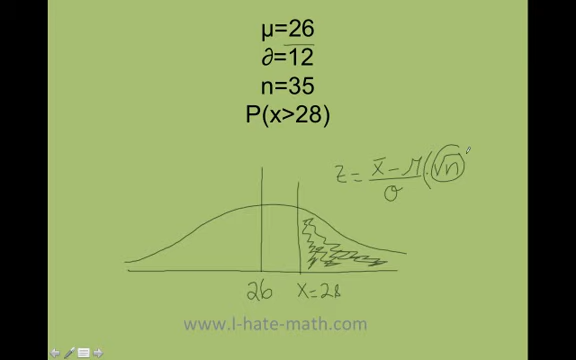 μ=26
∂=12
n=35
P(x>28)
z = x̄ - μ (·√n)
σ
26 X=28
www.I-hate-math.com